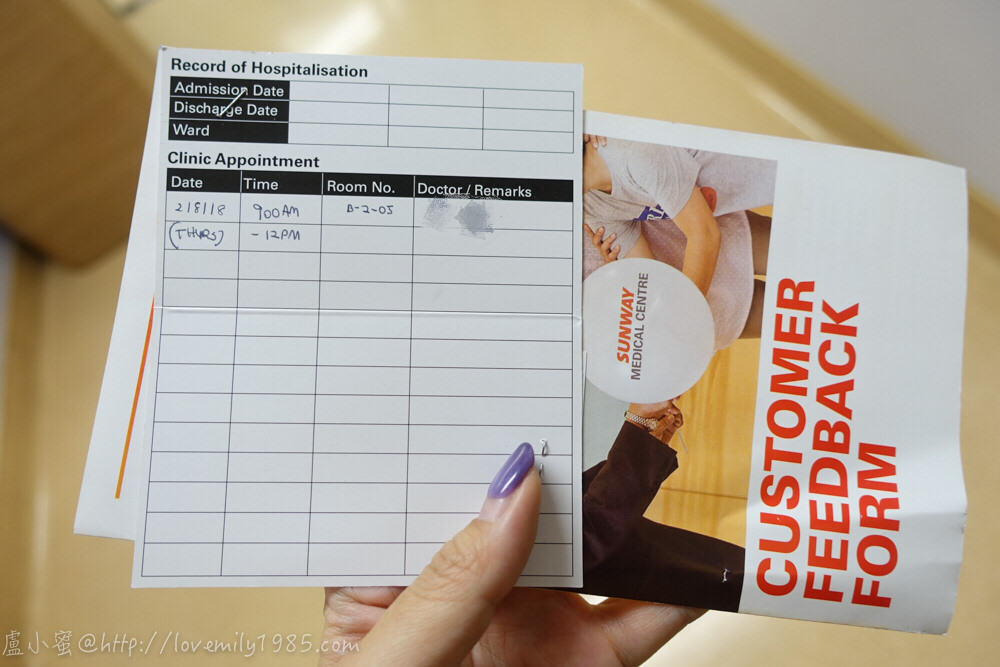 Record of Hospitalisation
Admission Date
Discharge Date
Ward
Clinic Appointment
Date Time Room No. Doctor / Remarks
2/8/18 900AM B-2-05
(THURS) - 12PM
SUNWAY
MEDICAL CENTRE
CUSTOMER
FEEDBACK
FORM
盧小蜜@http://lovemily1985.com/